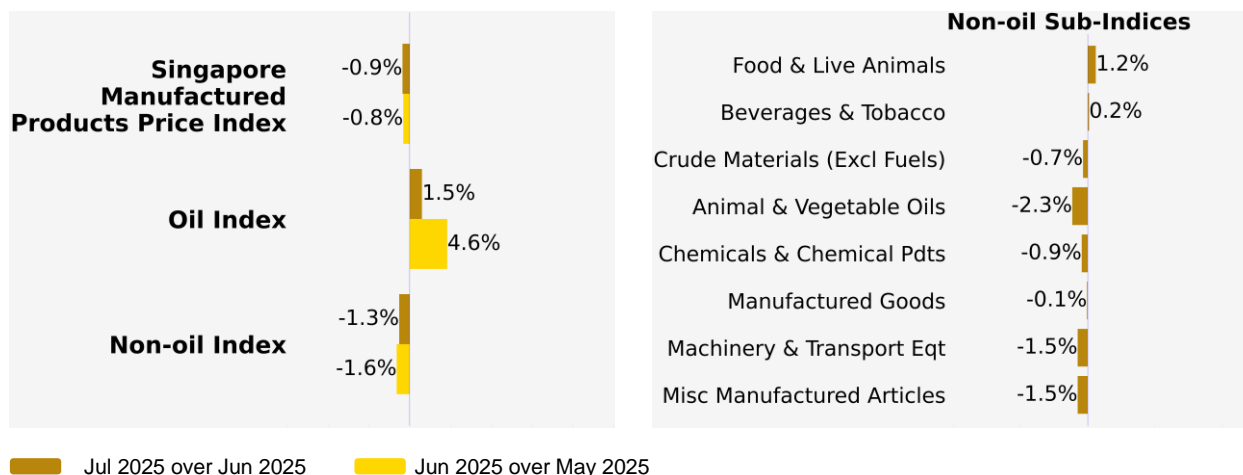 Singapore
Manufactured
Products Price Index
-0.9%
-0.8%
Oil Index
1.5%
4.6%
Non-oil Index
-1.3%
-1.6%
Non-oil Sub-Indices
Food & Live Animals
1.2%
Beverages & Tobacco
0.2%
Crude Materials (Excl Fuels)
-0.7%
Animal & Vegetable Oils
-2.3%
Chemicals & Chemical Pdts
-0.9%
Manufactured Goods
-0.1%
Machinery & Transport Eqt
-1.5%
Misc Manufactured Articles
-1.5%
Jul 2025 over Jun 2025
Jun 2025 over May 2025